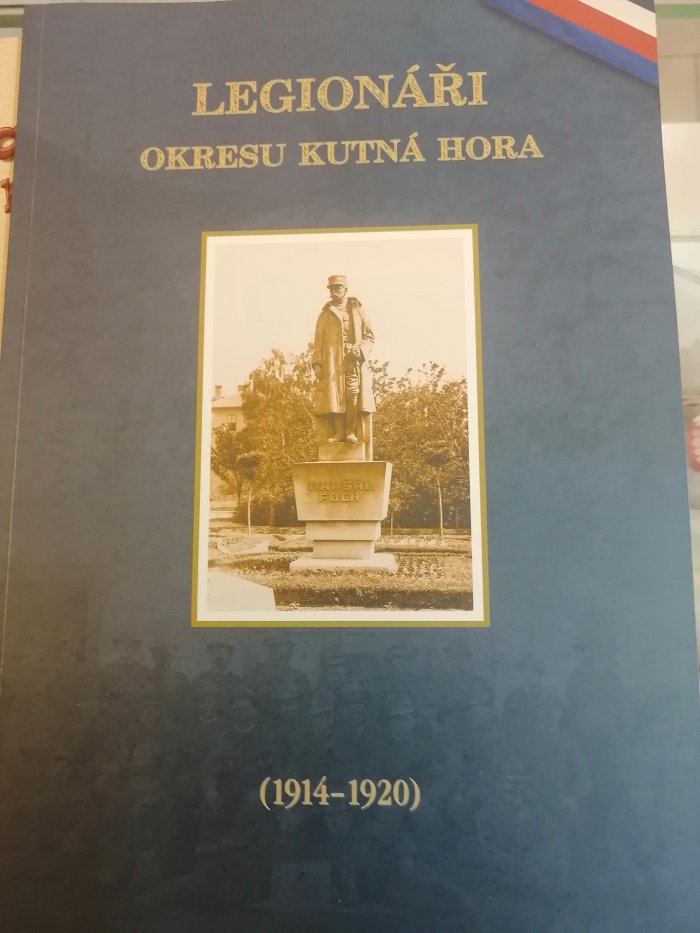 LEGIONÁŘI
OKRESU KUTNÁ HORA
MARŠÁL
FOCH
(1914–1920)